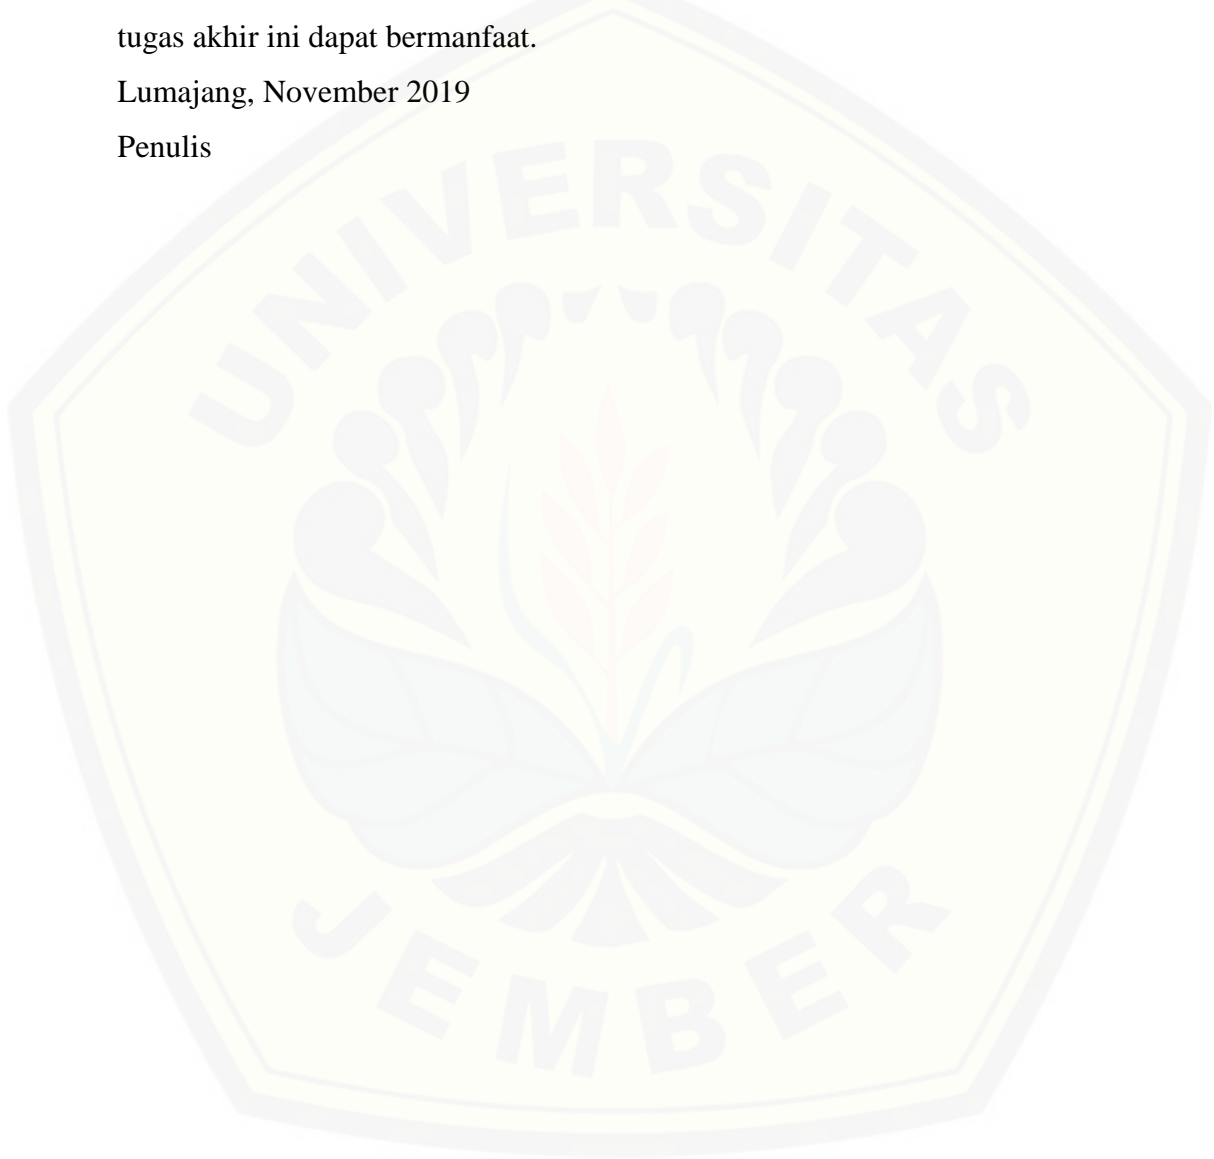 tugas akhir ini dapat bermanfaat.
Lumajang, November 2019
Penulis
UNIVERSITAS
JEMBER